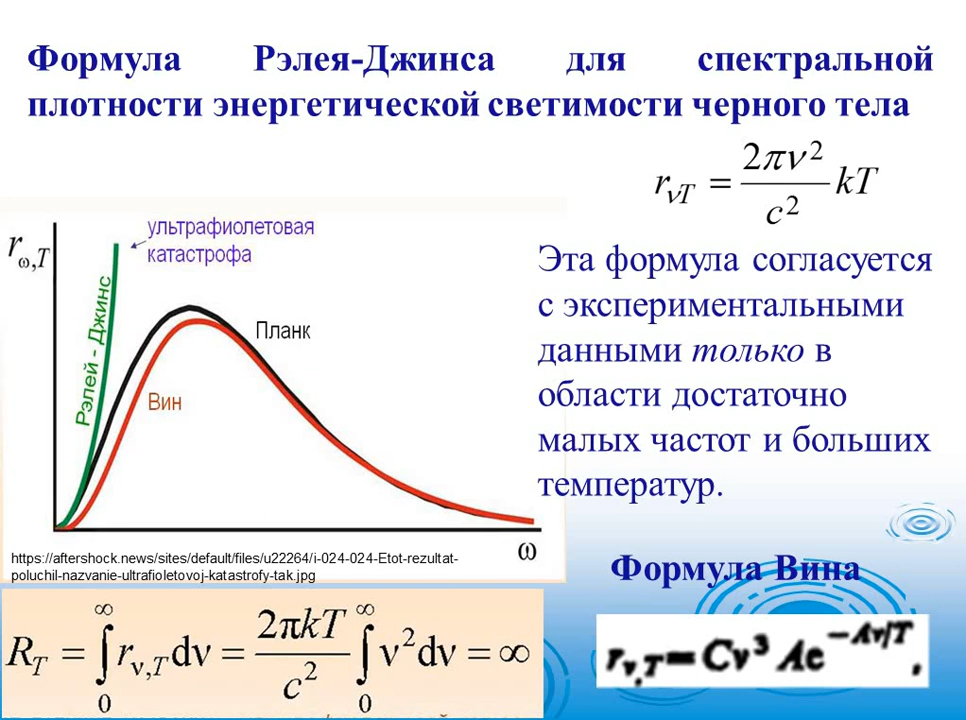 Формула Рэлея-Джинса для спектральной
плотности энергетической светимости черного тела
r_νT = 2πν² / c² kT
r_ω,T
ультрафиолетовая
катастрофа
Рэлей - Джинс
Планк
Вин
ω
Эта формула согласуется
с экспериментальными
данными только в
области достаточно
малых частот и больших
температур.
https://aftershock.news/sites/default/files/u22264/i-024-024-Etot-rezultat-
poluchil-nazvanie-ultrafioletovoj-katastrofy-tak.jpg
Формула Вина
R_T = ∫₀^∞ r_ν,T dν = 2πkT / c² ∫₀^∞ ν² dν = ∞
r_ν,T = Cν³ Ae^(−Aν/T),